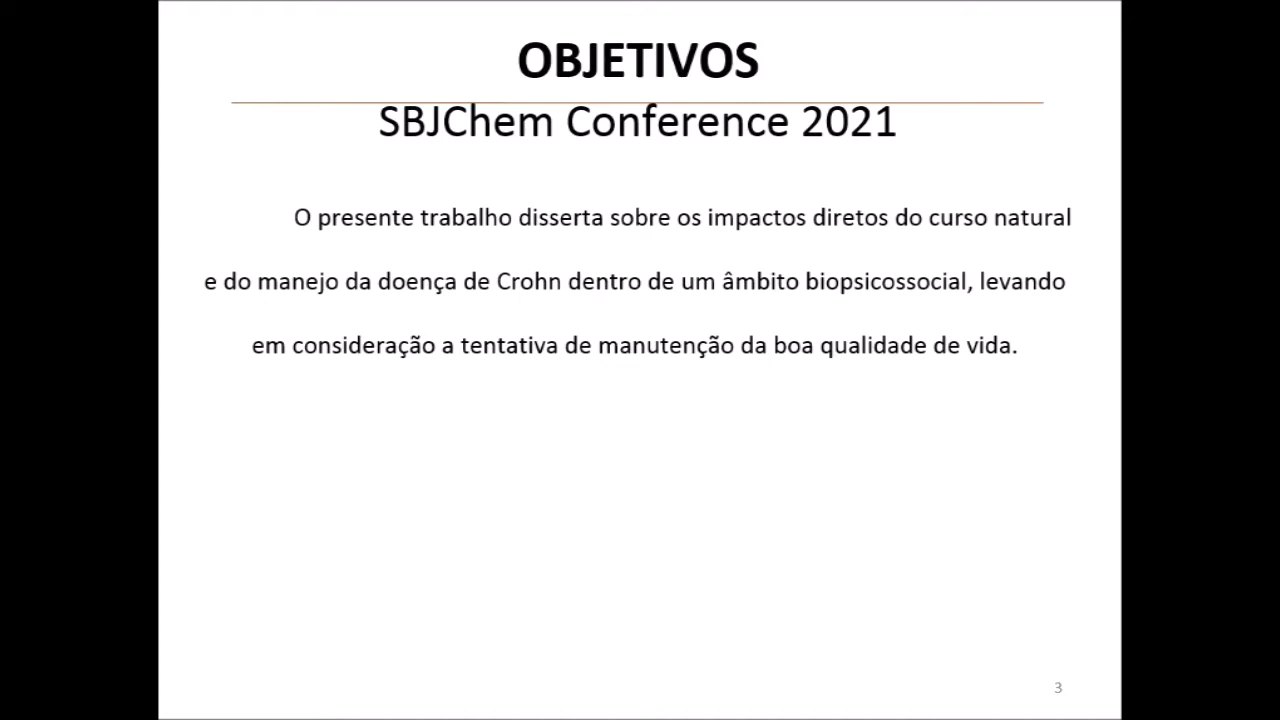 OBJETIVOS
SBJChem Conference 2021
O presente trabalho disserta sobre os impactos diretos do curso natural
e do manejo da doença de Crohn dentro de um âmbito biopsicossocial, levando
em consideração a tentativa de manutenção da boa qualidade de vida.
3